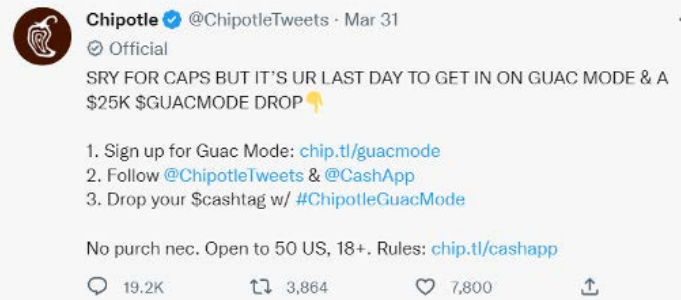 Chipotle @ChipotleTweets · Mar 31
Official
SRY FOR CAPS BUT IT'S UR LAST DAY TO GET IN ON GUAC MODE & A
$25K $GUACMODE DROP👇
1. Sign up for Guac Mode: chip.tl/guacmode
2. Follow @ChipotleTweets & @CashApp
3. Drop your $cashtag w/ #ChipotleGuacMode
No purch nec. Open to 50 US, 18+. Rules: chip.tl/cashapp
19.2K 3,864 7,800